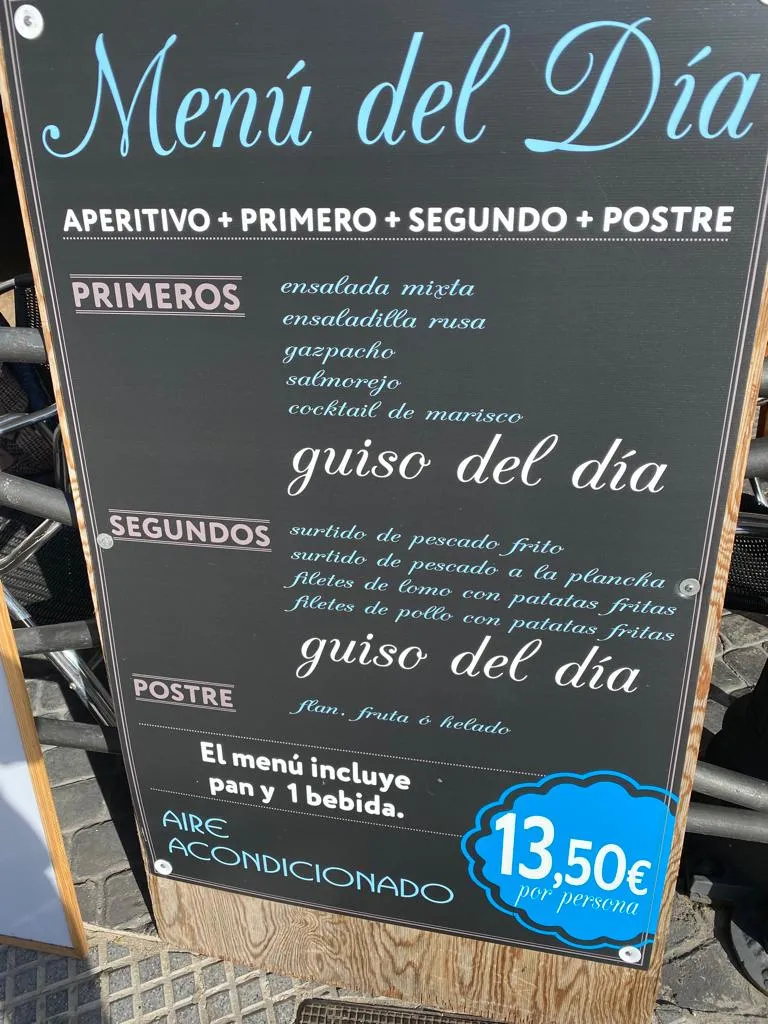 Menú del Día
APERITIVO + PRIMERO + SEGUNDO + POSTRE
PRIMEROS
ensalada mixta
ensaladilla rusa
gazpacho
salmorejo
cocktail de marisco
guiso del día
SEGUNDOS
surtido de pescado frito
surtido de pescado a la plancha
filetes de lomo con patatas fritas
filetes de pollo con patatas fritas
guiso del día
POSTRE
flan. fruta ó helado
El menú incluye
pan y 1 bebida.
AIRE
ACONDICIONADO
13,50€
por persona